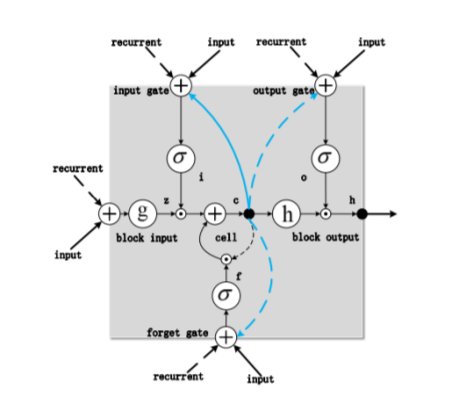 recurrent input recurrent input
+ +
input gate output gate
σ σ
i o
recurrent
z c h
+ g + h
block input cell block output
input
f
σ
forget gate +
recurrent input